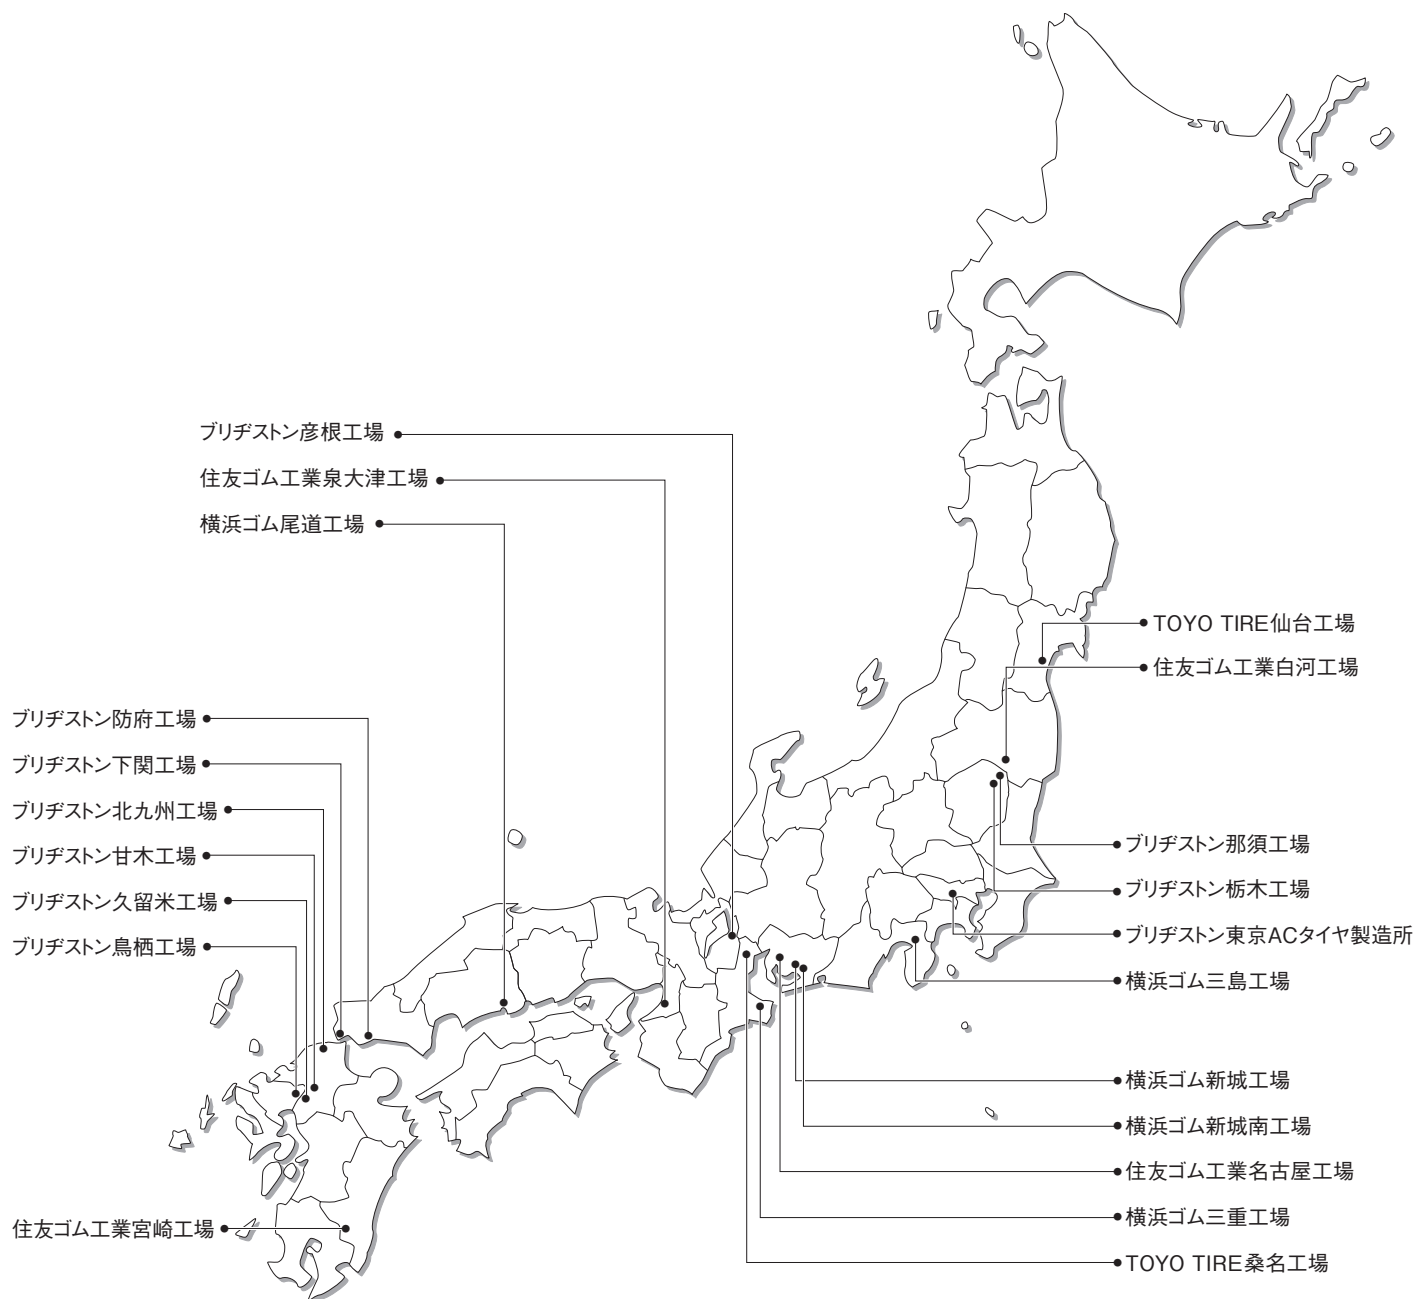 ブリヂストン彦根工場
住友ゴム工業泉大津工場
横浜ゴム尾道工場
TOYO TIRE仙台工場
住友ゴム工業白河工場
ブリヂストン防府工場
ブリヂストン下関工場
ブリヂストン北九州工場
ブリヂストン甘木工場
ブリヂストン久留米工場
ブリヂストン鳥栖工場
ブリヂストン那須工場
ブリヂストン栃木工場
ブリヂストン東京ACタイヤ製造所
横浜ゴム三島工場
横浜ゴム新城工場
横浜ゴム新城南工場
住友ゴム工業名古屋工場
横浜ゴム三重工場
TOYO TIRE桑名工場
住友ゴム工業宮崎工場